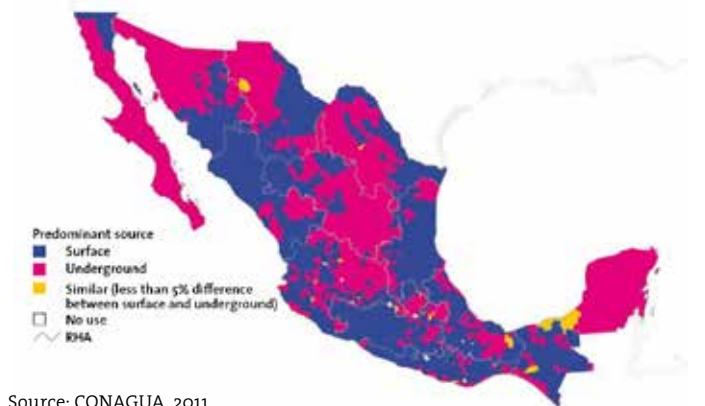 Predominant source
Surface
Underground
Similar (less than 5% difference
between surface and underground)
No use
RHA
Source: CONAGUA, 2011